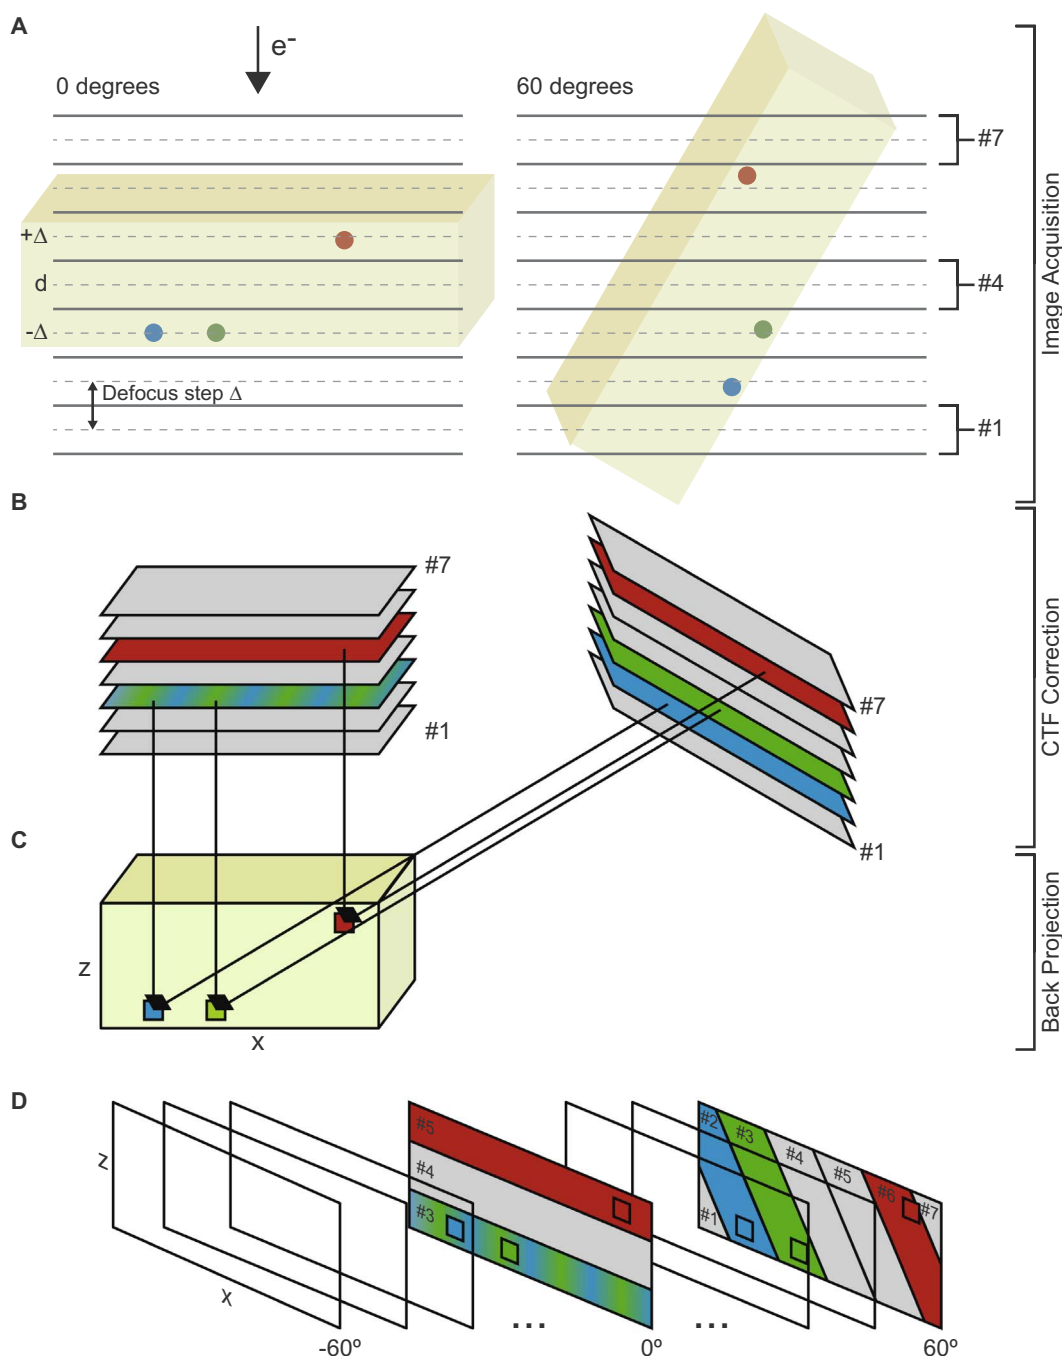 A
e-
0 degrees
60 degrees
#7
+Δ
d
#4
-Δ
Defocus step Δ
#1
Image Acquisition
B
#7
#1
#7
#1
CTF Correction
C
z
x
Back Projection
D
z
x
#5
#4
#3
#2
#3
#4
#5
#6
#7
#1
...
...
-60º
0º
60º